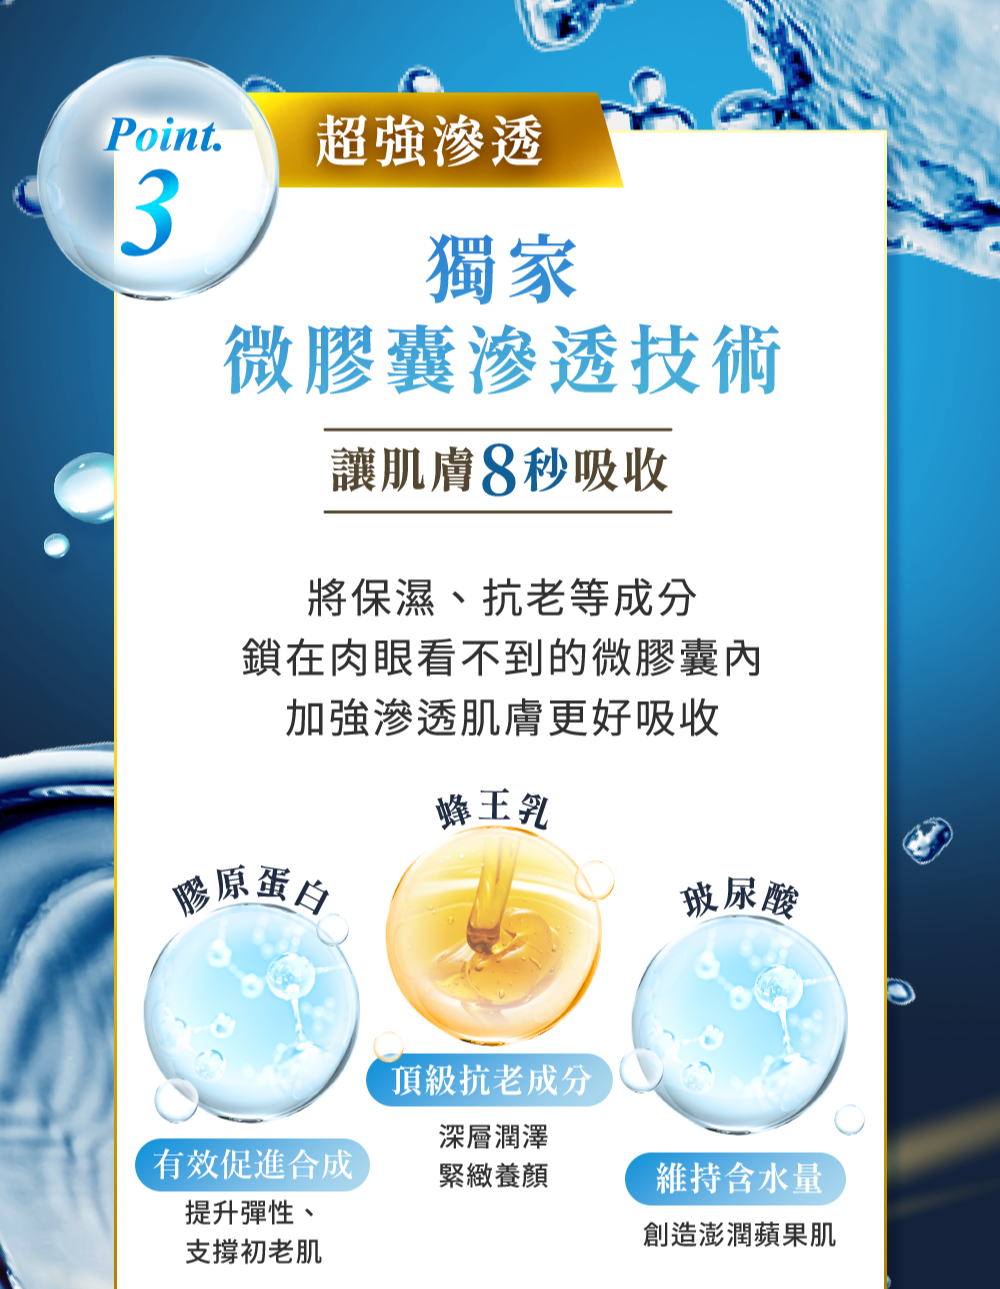 Point.
3
超強滲透
獨家
微膠囊滲透技術
讓肌膚8秒吸收
將保濕、抗老等成分
鎖在肉眼看不到的微膠囊內
加強滲透肌膚更好吸收
膠原蛋白
有效促進合成
提升彈性、
支撐初老肌
蜂王乳
頂級抗老成分
深層潤澤
緊緻養顏
玻尿酸
維持含水量
創造澎潤蘋果肌